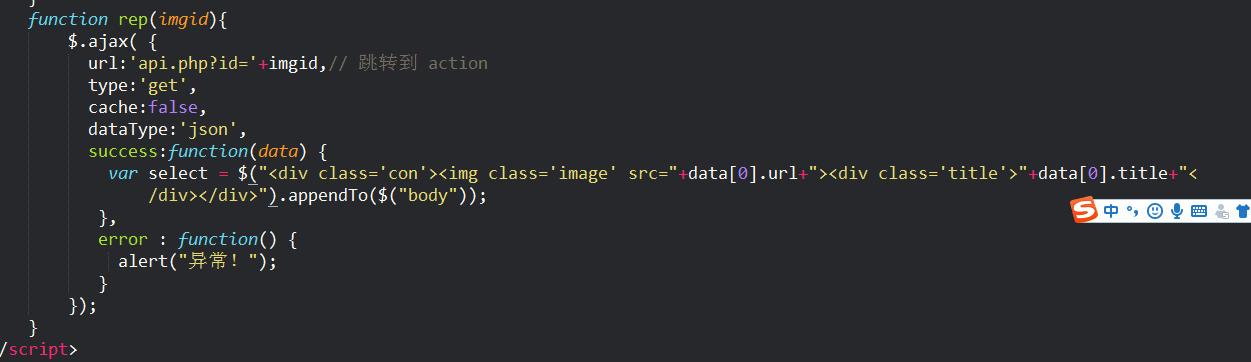 }
function rep(imgid){
$.ajax( {
url:'api.php?id='+imgid,// 跳转到 action
type:'get',
cache:false,
dataType:'json',
success:function(data) {
var select = $("<div class='con'><img class='image' src="+data[0].url+"><div class='title'>"+data[0].title+"<
/div></div>").appendTo($("body"));
},
error : function() {
alert("异常！");
}
});
}
/script>
S 中